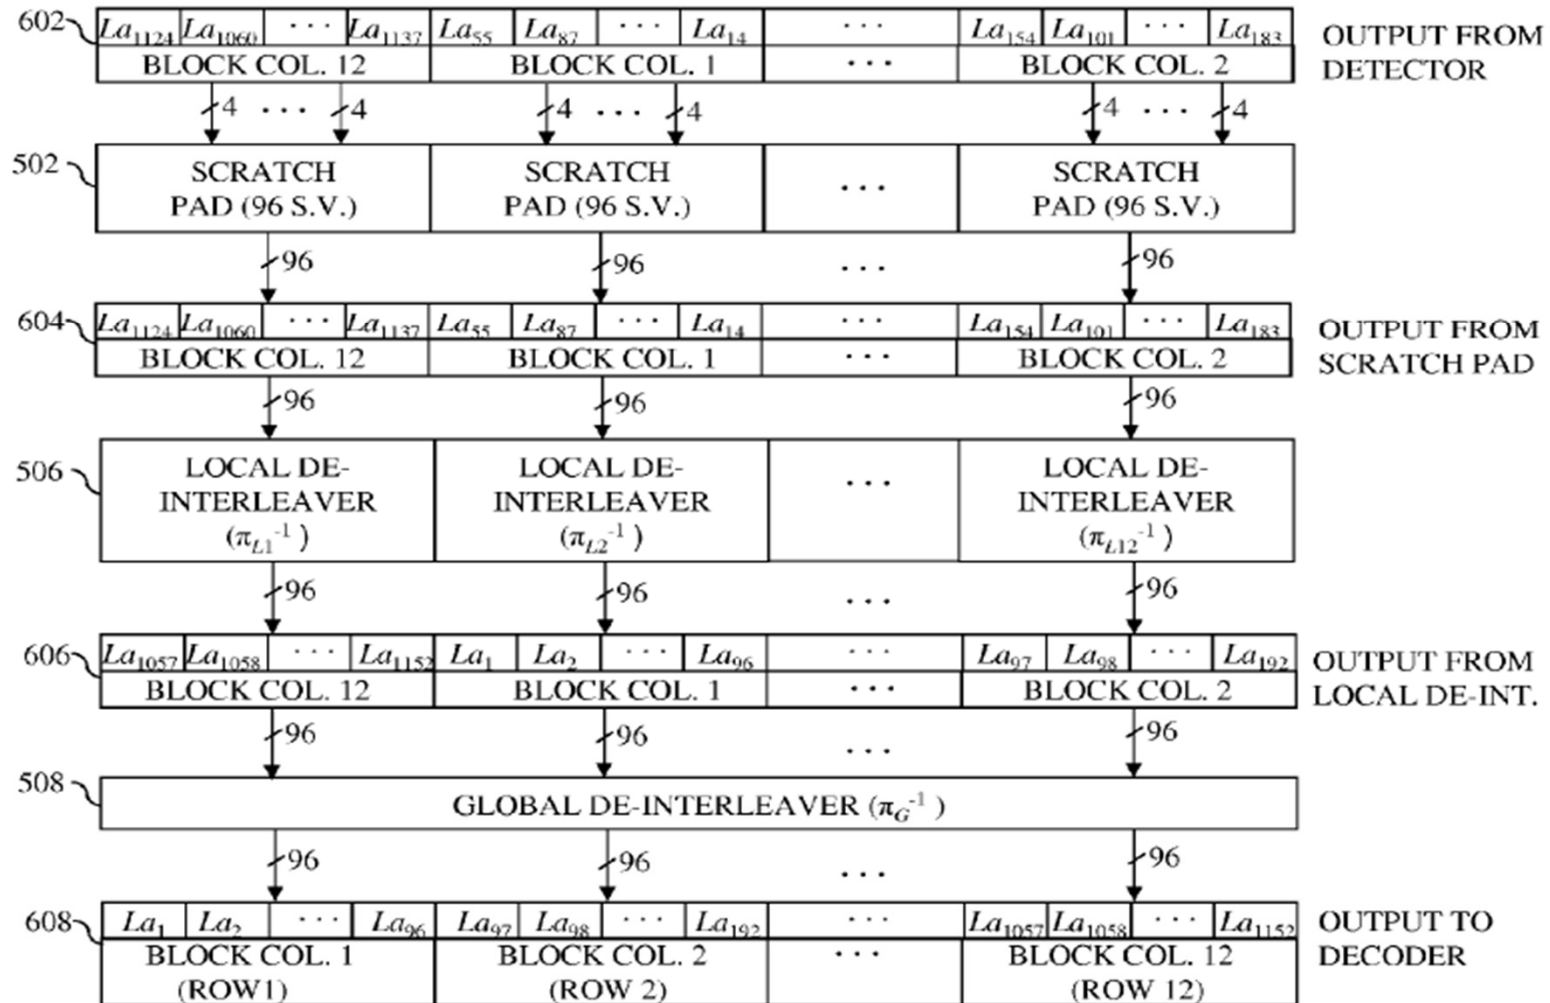 602 La1124 La1060 ··· La1137 La55 La87 ··· La14 ··· La154 La101 ··· La183 OUTPUT FROM
BLOCK COL. 12 BLOCK COL. 1 ··· BLOCK COL. 2 DETECTOR
4 ··· 4 4 ··· 4 4 ··· 4
502 SCRATCH SCRATCH ··· SCRATCH
PAD (96 S.V.) PAD (96 S.V.) PAD (96 S.V.)
96 96 ··· 96
604 La1124 La1060 ··· La1137 La55 La87 ··· La14 ··· La154 La101 ··· La183 OUTPUT FROM
BLOCK COL. 12 BLOCK COL. 1 ··· BLOCK COL. 2 SCRATCH PAD
96 96 96
506 LOCAL DE- LOCAL DE- ··· LOCAL DE-
INTERLEAVER INTERLEAVER INTERLEAVER
(πL1-1) (πL2-1) (πL12-1)
96 96 ··· 96
606 La1057 La1058 ··· La1152 La1 La2 ··· La96 ··· La97 La98 ··· La192 OUTPUT FROM
BLOCK COL. 12 BLOCK COL. 1 ··· BLOCK COL. 2 LOCAL DE-INT.
96 96 ··· 96
508 GLOBAL DE-INTERLEAVER (πG-1)
96 96 ··· 96
608 La1 La2 ··· La96 La97 La98 ··· La192 ··· La1057 La1058 ··· La1152 OUTPUT TO
BLOCK COL. 1 BLOCK COL. 2 ··· BLOCK COL. 12 DECODER
(ROW1) (ROW 2) (ROW 12)